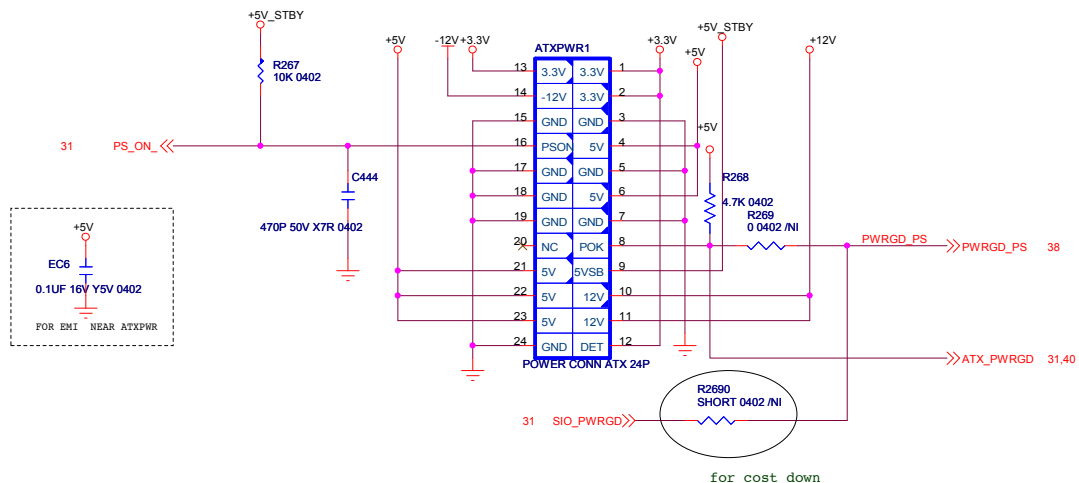 +5V_STBY
R267
10K 0402
31 PS_ON_
C444
470P 50V X7R 0402
+5V
EC6
0.1UF 16V Y5V 0402
FOR EMI NEAR ATXPWR
+5V
-12V
+3.3V
ATXPWR1
+3.3V
+5V_STBY
+5V
+12V
13 3.3V 3.3V 1
14 -12V 3.3V 2
15 GND GND 3
16 PSON 5V 4
17 GND GND 5
18 GND 5V 6
19 GND GND 7
20 NC POK 8
21 5V 5VSB 9
22 5V 12V 10
23 5V 12V 11
24 GND DET 12
POWER CONN ATX 24P
+5V
R268
4.7K 0402
R269
0 0402 /NI
PWRGD_PS
PWRGD_PS 38
ATX_PWRGD 31,40
R2690
SHORT 0402 /NI
31 SIO_PWRGD
for cost down